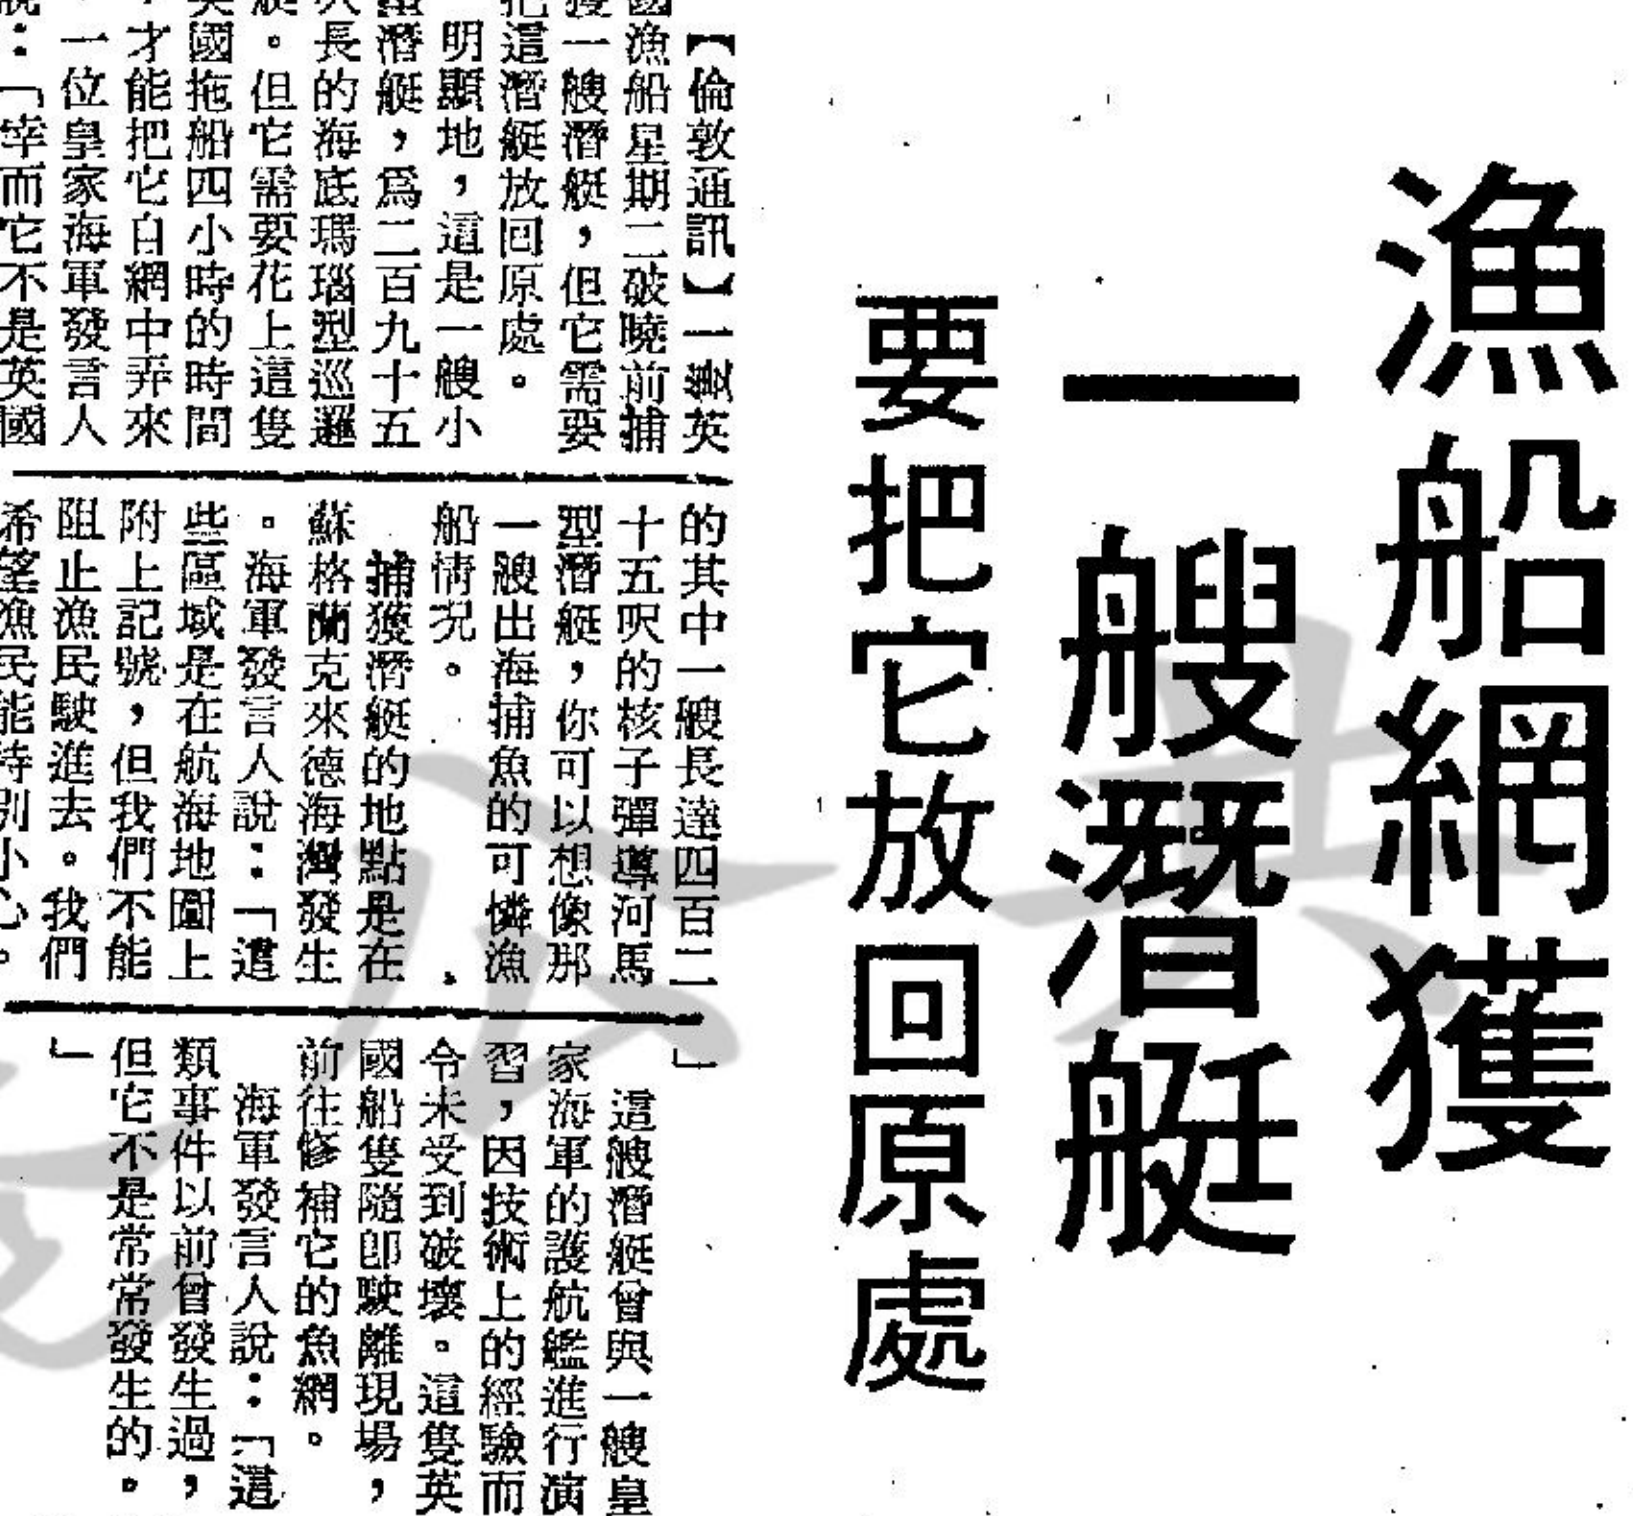 漁船網獲
一艘潛艇
要把它放回原處
【倫敦通訊】一艘英
國漁船星期二破曉前捕
獲一艘潛艇，但它需要
把這潛艇放回原處。
明顯地，這是一艘小
潛艇，爲二百九十五
長的海底瑪瑙型巡邏
艇。但它需要花上這隻
英國拖船四小時的時間
，才能把它自網中弄來
一位皇家海軍發言人
說：「幸而它不是英國
的其中一艘長達四百二
十五呎的核子彈導河馬
型潛艇，你可以想像那
一艘出海捕魚的可憐漁
船情況。
捕獲潛艇的地點是在
蘇格蘭克來德海灣發生
。海軍發言人說：「這
些區域是在航海地圖上
附上記號，但我們不能
阻止漁民駛進去。我們
希望漁民能特別小心。
」
這艘潛艇曾與一艘皇
家海軍的護航艦進行演
習，因技術上的經驗而
令未受到破壞。這隻英
國船隻隨卽駛離現場，
前往修補它的魚網。
海軍發言人說：「這
類事件以前曾發生過，
但它不是常常發生的。
」